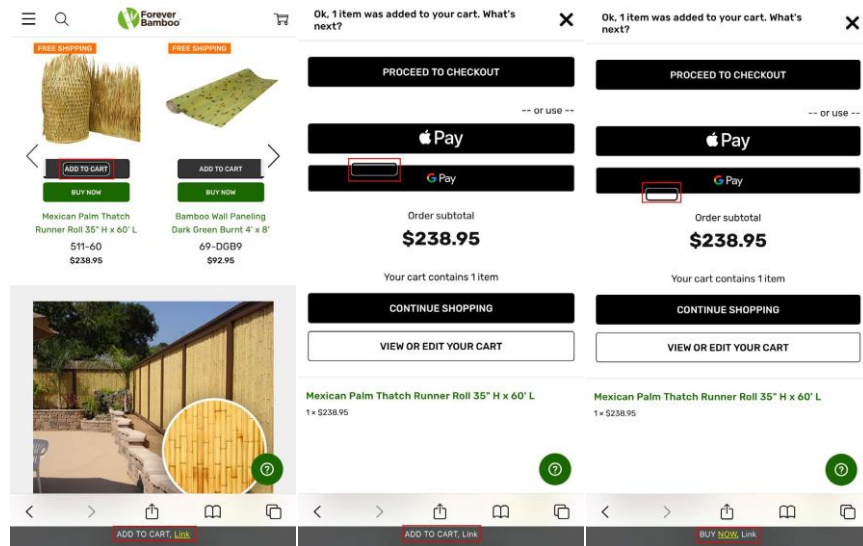 Forever
Bamboo
FREE SHIPPING
FREE SHIPPING
ADD TO CART
ADD TO CART
BUY NOW
BUY NOW
Mexican Palm Thatch
Runner Roll 35" H x 60' L
Bamboo Wall Paneling
Dark Green Burnt 4' x 8'
511-60
69-DGB9
$238.95
$92.95
?
ADD TO CART, Link
Ok, 1 item was added to your cart. What's
next?
PROCEED TO CHECKOUT
-- or use --
Pay
G Pay
Order subtotal
$238.95
Your cart contains 1 item
CONTINUE SHOPPING
VIEW OR EDIT YOUR CART
Mexican Palm Thatch Runner Roll 35" H x 60' L
1 × $238.95
?
ADD TO CART, Link
Ok, 1 item was added to your cart. What's
next?
PROCEED TO CHECKOUT
-- or use --
Pay
G Pay
Order subtotal
$238.95
Your cart contains 1 item
CONTINUE SHOPPING
VIEW OR EDIT YOUR CART
Mexican Palm Thatch Runner Roll 35" H x 60' L
1 × $238.95
?
BUY NOW, Link